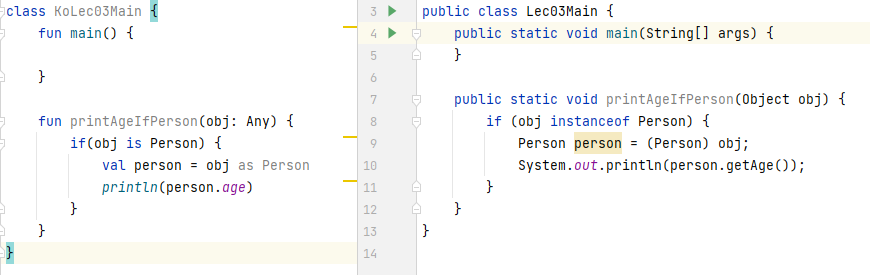 class KoLec03Main {
fun main() {
}
fun printAgeIfPerson(obj: Any) {
if(obj is Person) {
val person = obj as Person
println(person.age)
}
}
}
3 public class Lec03Main {
4 public static void main(String[] args) {
5 }
6
7 public static void printAgeIfPerson(Object obj) {
8 if (obj instanceof Person) {
9 Person person = (Person) obj;
10 System.out.println(person.getAge());
11 }
12 }
13 }
14